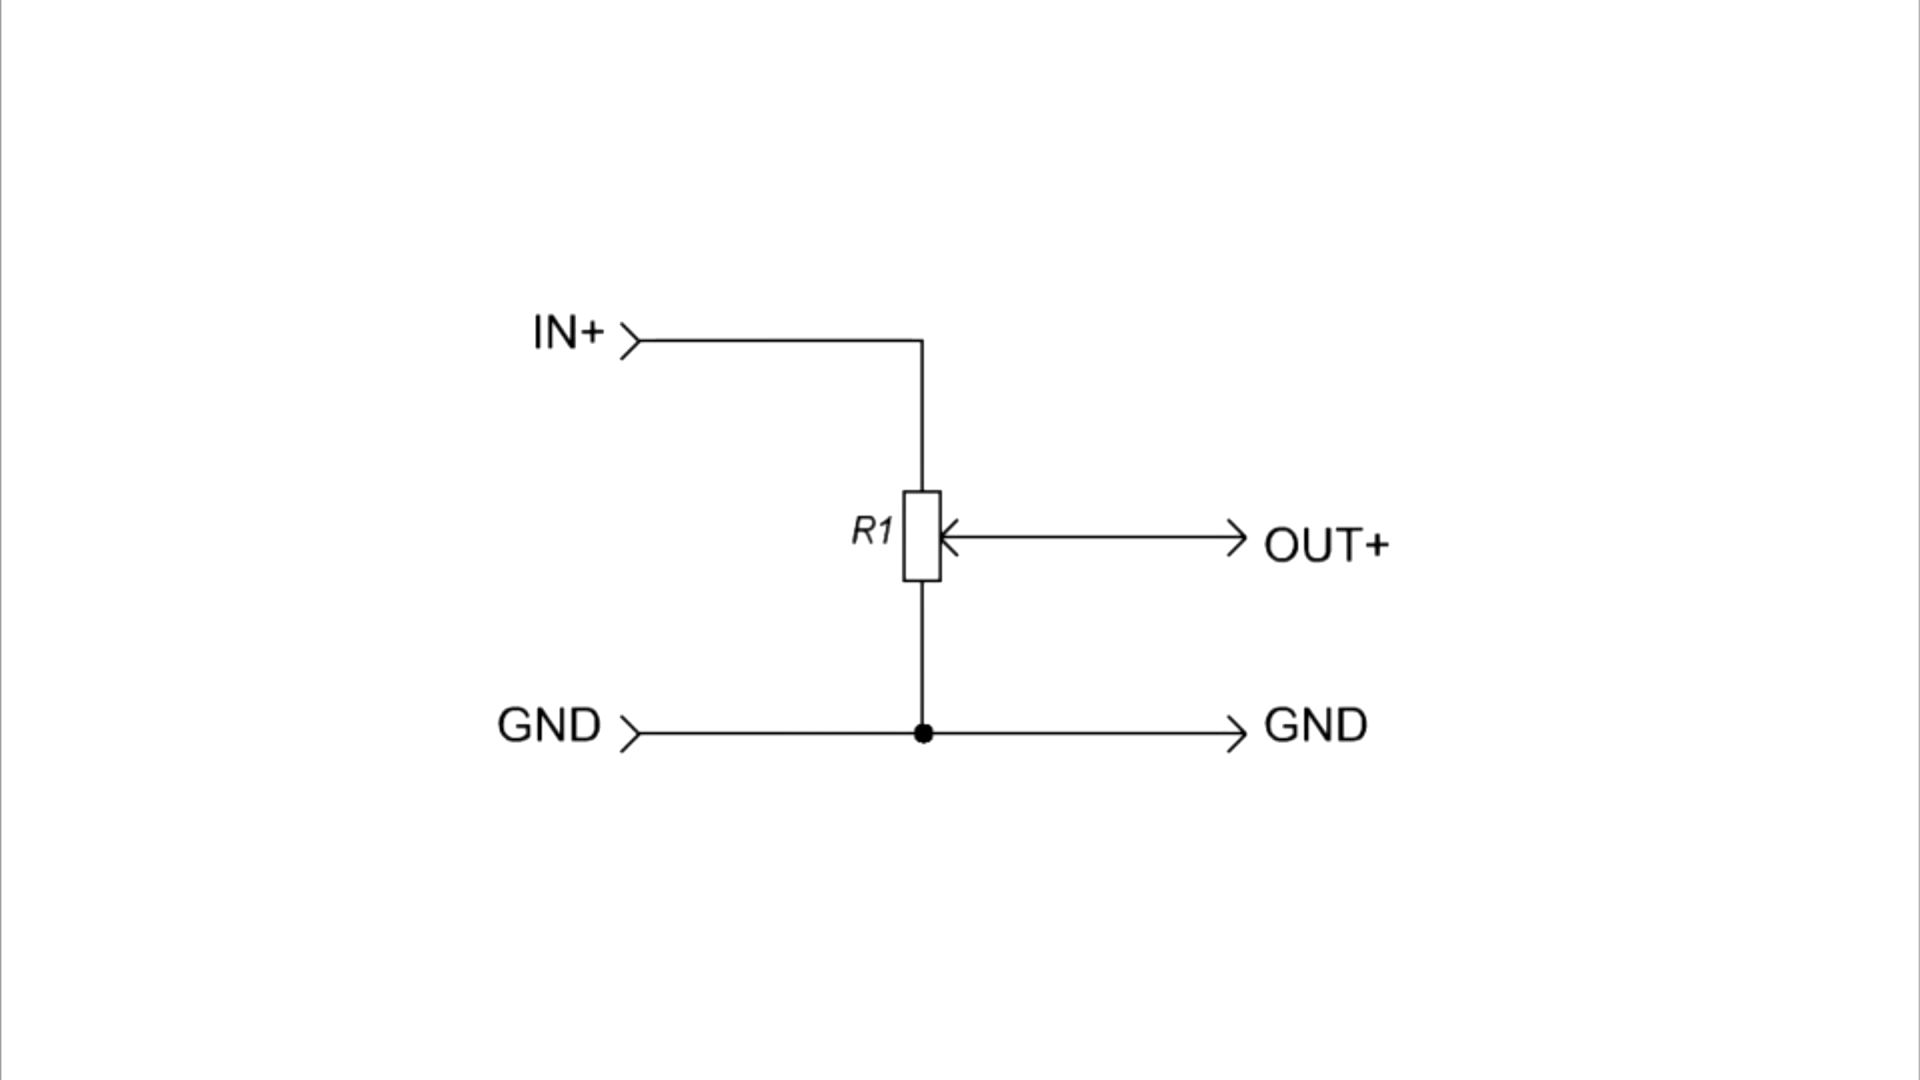 IN+
R1
OUT+
GND
GND